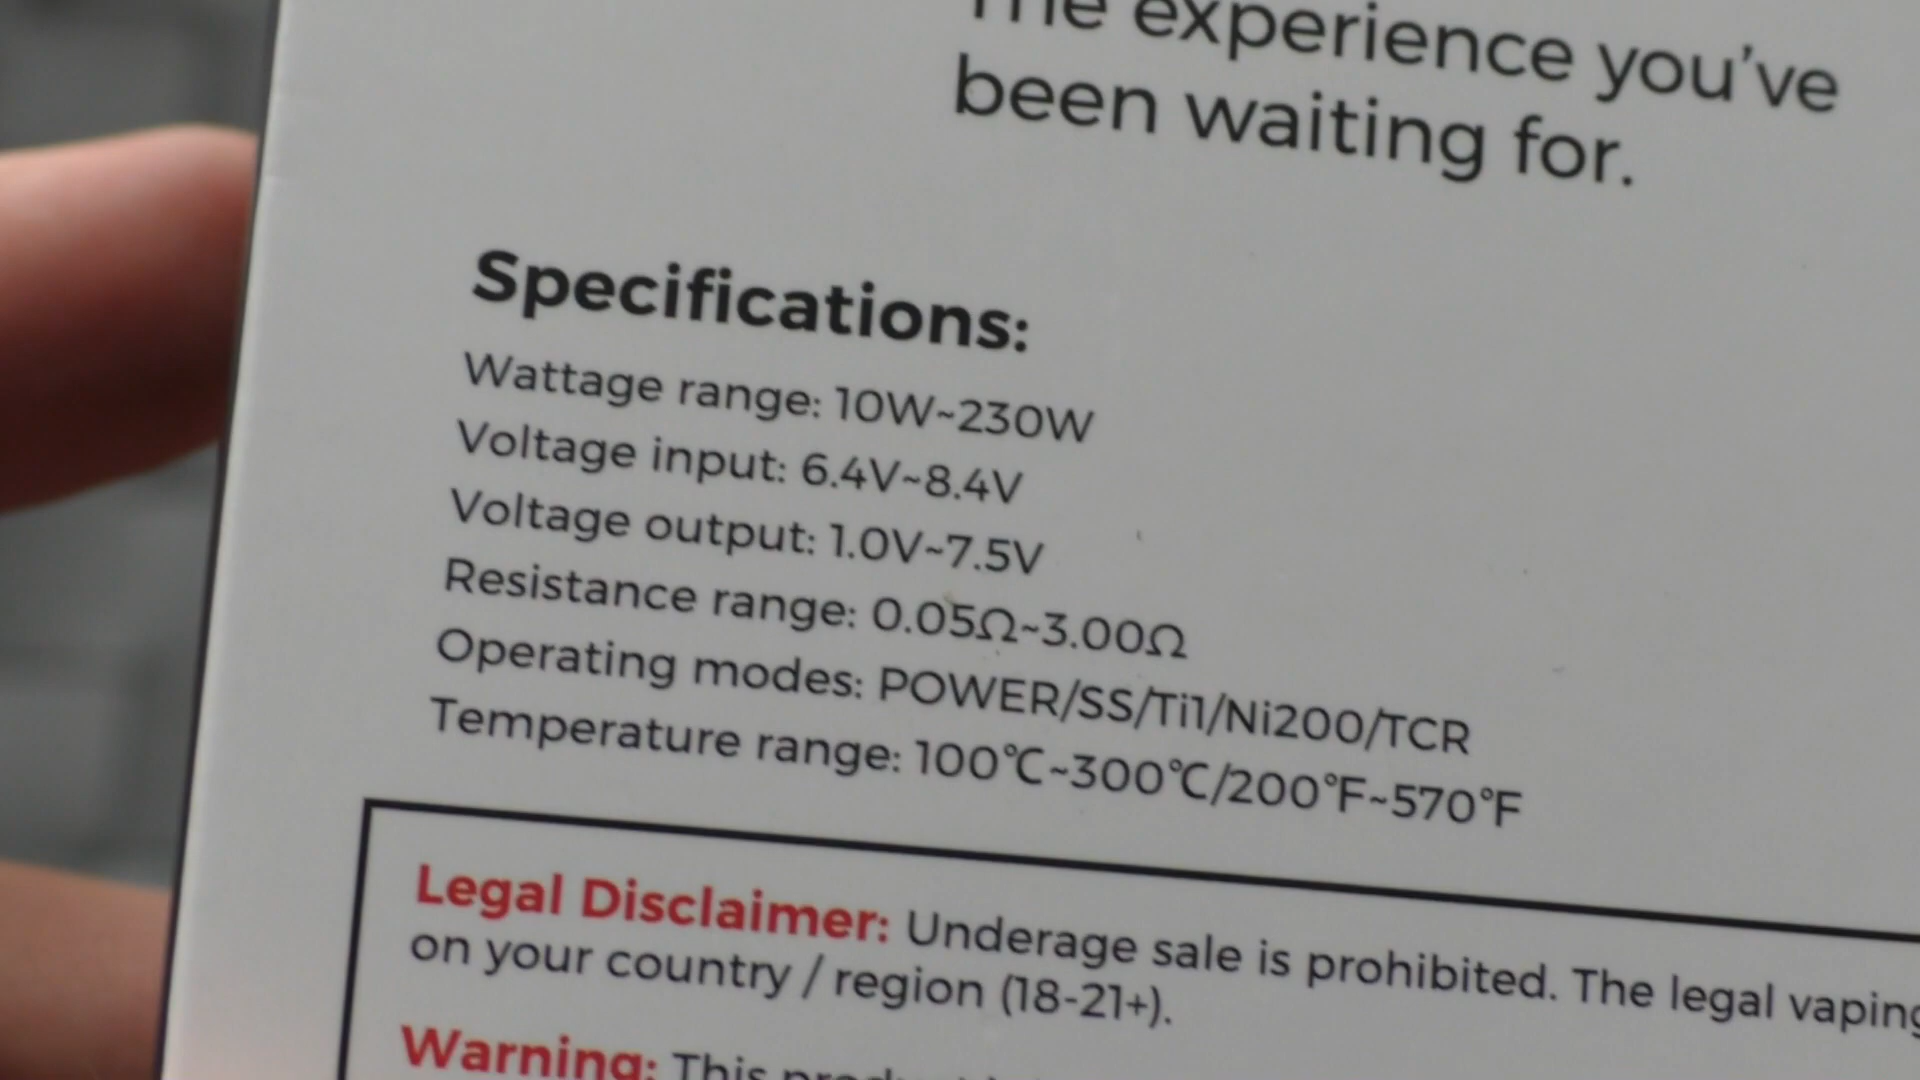 The experience you've
been waiting for.
Specifications:
Wattage range: 10W~230W
Voltage input: 6.4V~8.4V
Voltage output: 1.0V~7.5V
Resistance range: 0.05Ω~3.00Ω
Operating modes: POWER/SS/Ti1/Ni200/TCR
Temperature range: 100℃~300℃/200℉~570℉
Legal Disclaimer: Underage sale is prohibited. The legal vaping
on your country / region (18-21+).
Warning: This